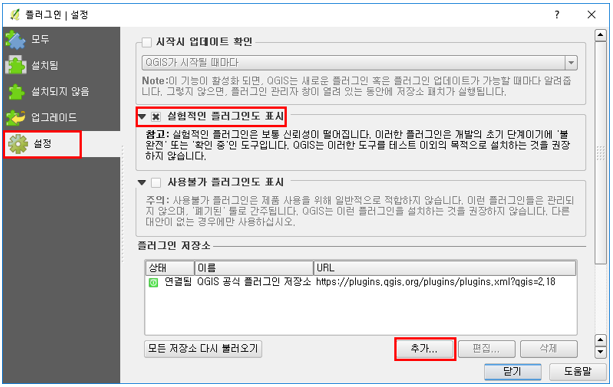 플러그인 | 설정
?
모두
설치됨
설치되지 않음
업그레이드
설정
시작시 업데이트 확인
QGIS가 시작될 때마다
Note:이 기능이 활성화 되면, QGIS는 새로운 플러그인 혹은 플러그인 업데이트가 가능할 때마다 알려줍
니다. 그렇지 않으면, 플러그인 관리자 창이 열려 있는 동안에 저장소 패치가 실행됩니다.
실험적인 플러그인도 표시
참고: 실험적인 플러그인은 보통 신뢰성이 떨어집니다. 이러한 플러그인은 개발의 초기 단계이기에 '불
완전' 또는 '확인 중'인 도구입니다. QGIS는 이러한 도구를 테스트 이외의 목적으로 설치하는 것을 권장
하지 않습니다.
사용불가 플러그인도 표시
주의: 사용불가 플러그인은 제품 사용을 위해 일반적으로 적합하지 않습니다. 이런 플러그인들은 관리되
지 않으며, '폐기된' 툴로 간주됩니다. QGIS는 이런 플러그인을 설치하는 것을 권장하지 않습니다. 다른
대안이 없는 경우에만 사용하십시오.
플러그인 저장소
상태 이름 URL
연결됨 QGIS 공식 플러그인 저장소 https://plugins.qgis.org/plugins/plugins.xml?qgis=2.18
모든 저장소 다시 불러오기 추가... 편집... 삭제
닫기 도움말